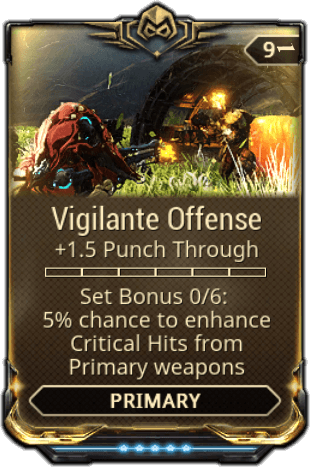 9
Vigilante Offense
+1.5 Punch Through
Set Bonus 0/6:
5% chance to enhance
Critical Hits from
Primary weapons
PRIMARY